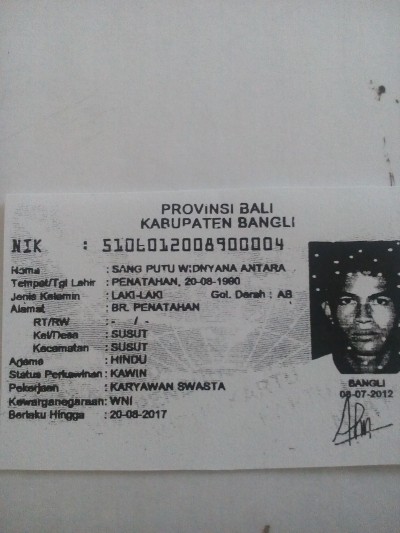 PROVINSI BALI
KABUPATEN BANGLI
NIK : 5106012008900004
Nama : SANG PUTU WIDNYANA ANTARA
Tempat/Tgl Lahir : PENATAHAN, 20-08-1990
Jenis Kelamin : LAKI-LAKI Gol. Darah : AB
Alamat : BR. PENATAHAN
RT/RW : - / -
Kel/Desa : SUSUT
Kecamatan : SUSUT
Agama : HINDU
Status Perkawinan : KAWIN
Pekerjaan : KARYAWAN SWASTA
Kewarganegaraan: WNI
Berlaku Hingga : 20-08-2017
BANGLI
08-07-2012